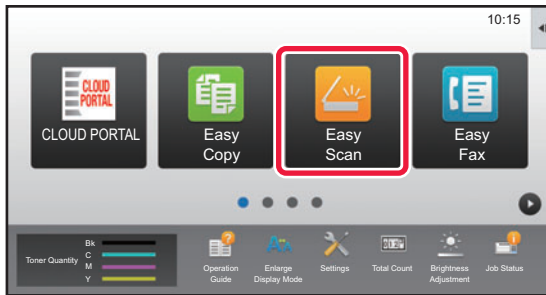 10:15
CLOUD
PORTAL
CLOUD PORTAL
Easy
Copy
Easy
Scan
Easy
Fax
Toner Quantity
Bk
C
M
Y
Operation
Guide
Enlarge
Display Mode
Settings
Total Count
Brightness
Adjustment
Job Status